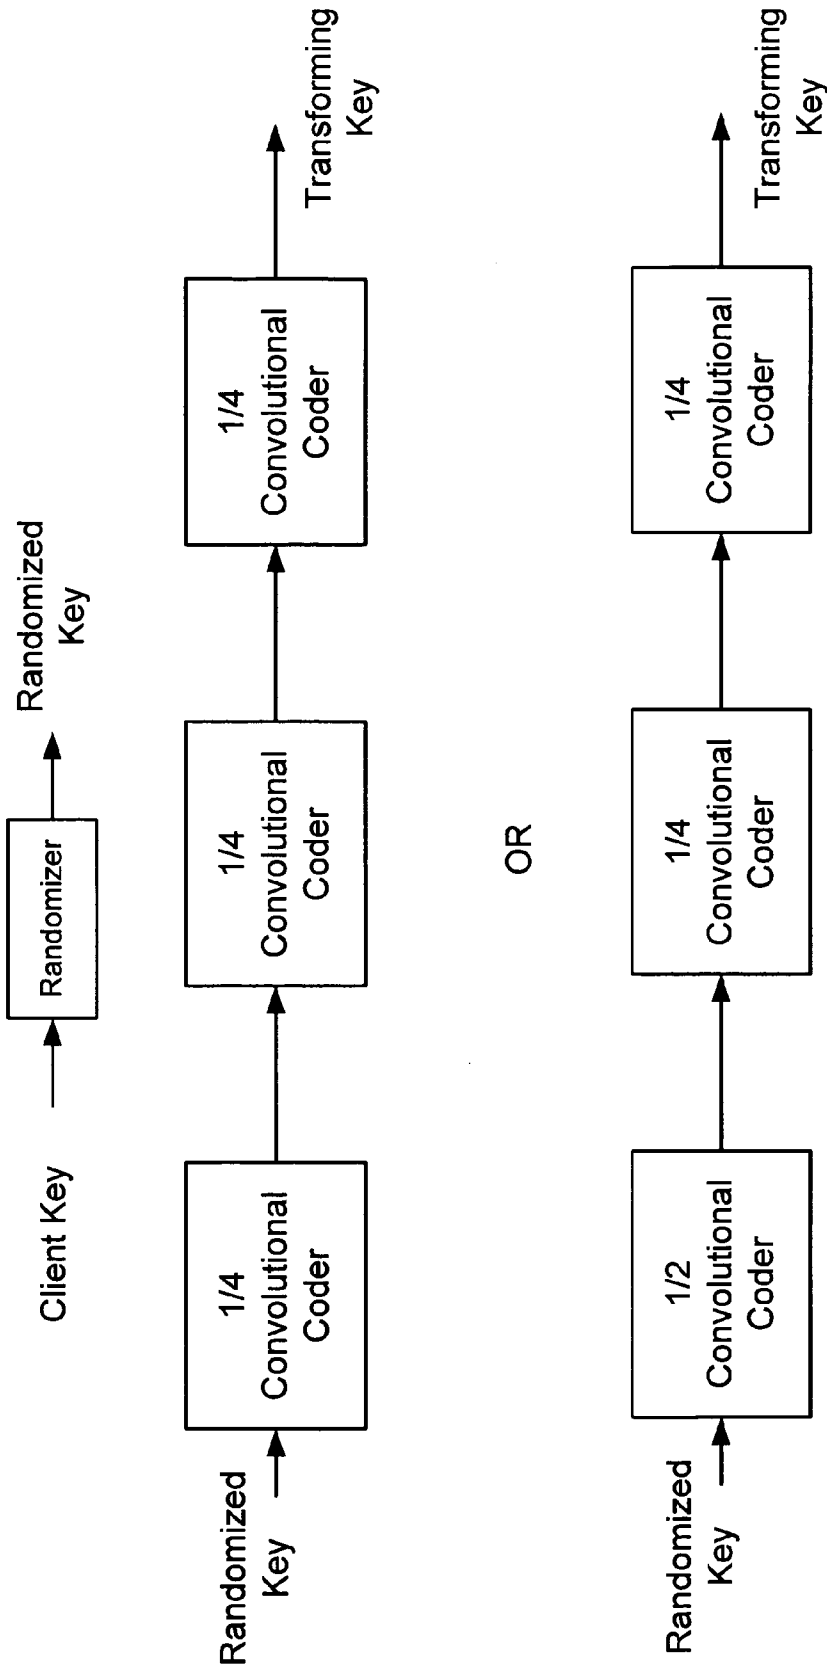 Client Key
Randomizer
Randomized
Key
Randomized
Key
1/4
Convolutional
Coder
1/4
Convolutional
Coder
1/4
Convolutional
Coder
Transforming
Key
OR
Randomized
Key
1/2
Convolutional
Coder
1/4
Convolutional
Coder
1/4
Convolutional
Coder
Transforming
Key